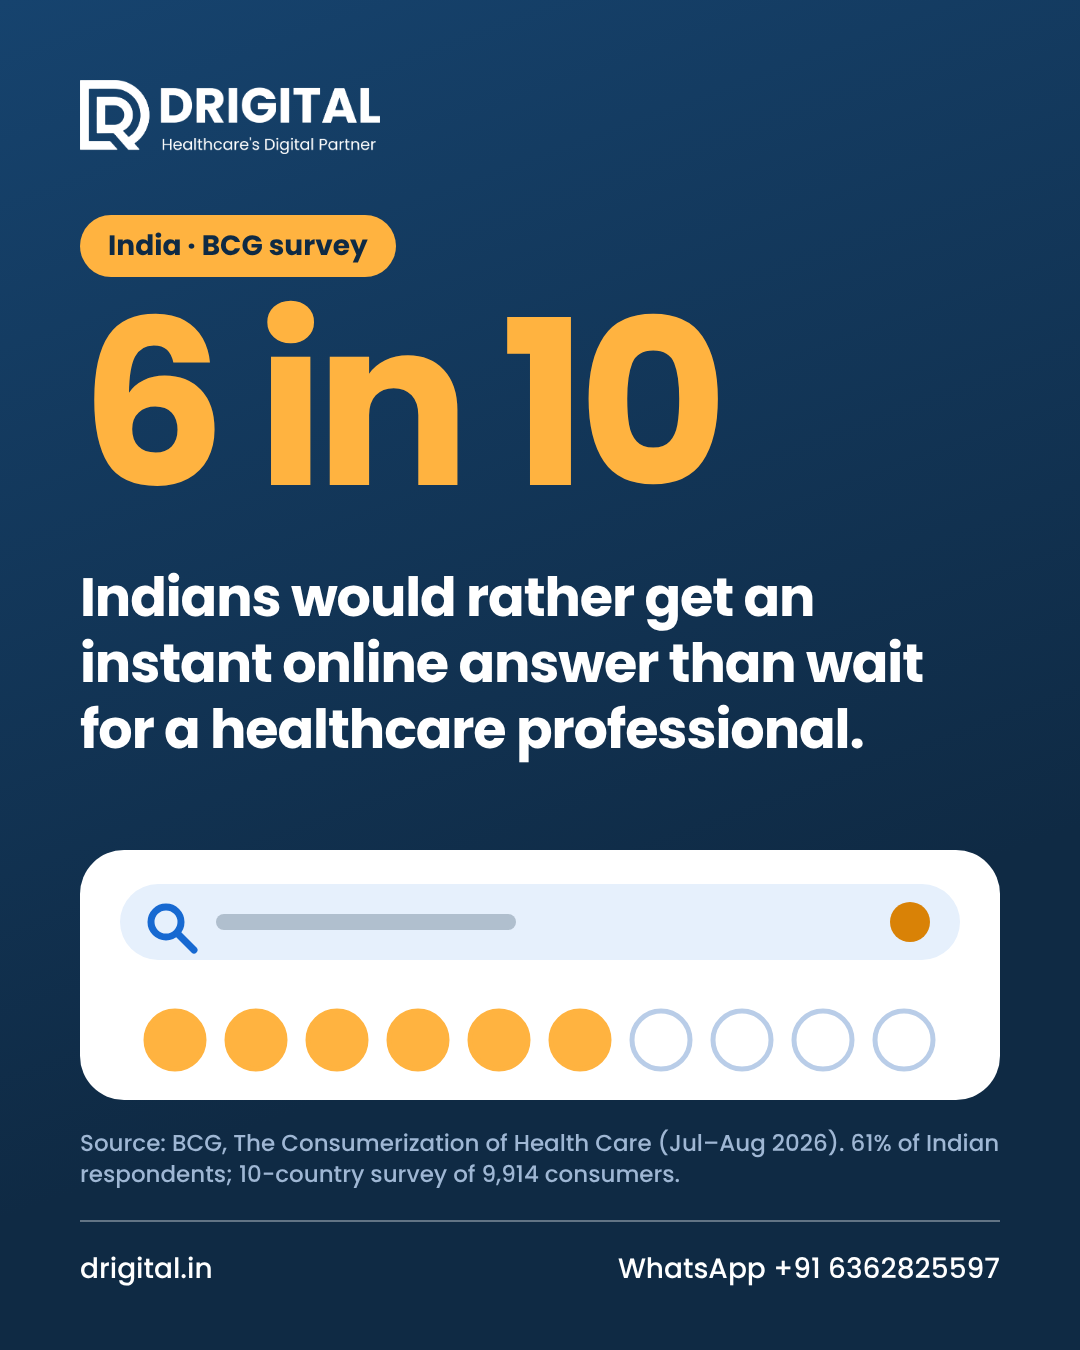 DRIGITAL
Healthcare's Digital Partner
India · BCG survey
6 in 10
Indians would rather get an
instant online answer than wait
for a healthcare professional.
Source: BCG, The Consumerization of Health Care (Jul–Aug 2026). 61% of Indian
respondents; 10-country survey of 9,914 consumers.
drigital.in
WhatsApp +91 6362825597